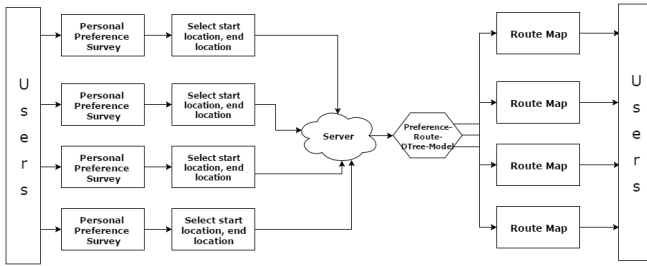 Users
Personal
Preference
Survey
Select start
location, end
location
Personal
Preference
Survey
Select start
location, end
location
Personal
Preference
Survey
Select start
location, end
location
Personal
Preference
Survey
Select start
location, end
location
Server
Preference-
Route-
DTree-Model
Route Map
Route Map
Route Map
Route Map
Users